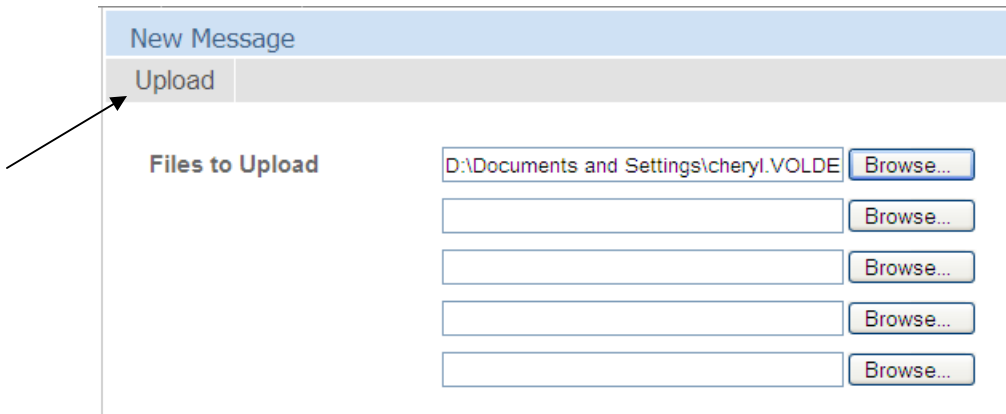 New Message
Upload
Files to Upload D:\Documents and Settings\cheryl.VOLDE Browse...
Browse...
Browse...
Browse...
Browse...